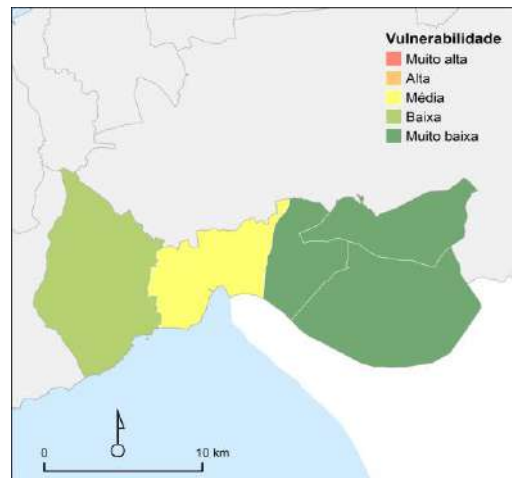 Vulnerabilidade
Muito alta
Alta
Média
Baixa
Muito baixa
0 10 km